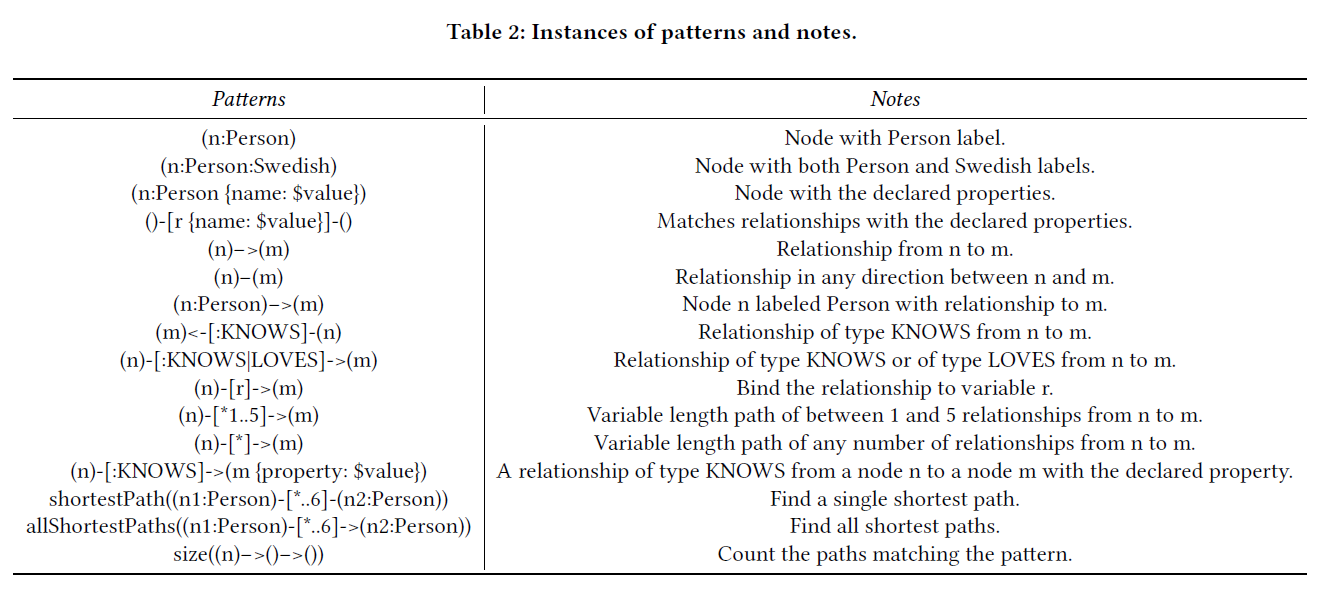 Table 2: Instances of patterns and notes.
Patterns Notes
(n:Person) Node with Person label.
(n:Person:Swedish) Node with both Person and Swedish labels.
(n:Person {name: $value}) Node with the declared properties.
()-[r {name: $value}]-() Matches relationships with the declared properties.
(n)–>(m) Relationship from n to m.
(n)–(m) Relationship in any direction between n and m.
(n:Person)–>(m) Node n labeled Person with relationship to m.
(m)<-[:KNOWS]-(n) Relationship of type KNOWS from n to m.
(n)-[:KNOWS|LOVES]->(m) Relationship of type KNOWS or of type LOVES from n to m.
(n)-[r]->(m) Bind the relationship to variable r.
(n)-[*1..5]->(m) Variable length path of between 1 and 5 relationships from n to m.
(n)-[*]->(m) Variable length path of any number of relationships from n to m.
(n)-[:KNOWS]->(m {property: $value}) A relationship of type KNOWS from a node n to a node m with the declared property.
shortestPath((n1:Person)-[*..6]-(n2:Person)) Find a single shortest path.
allShortestPaths((n1:Person)-[*..6]->(n2:Person)) Find all shortest paths.
size((n)–>()–>()) Count the paths matching the pattern.